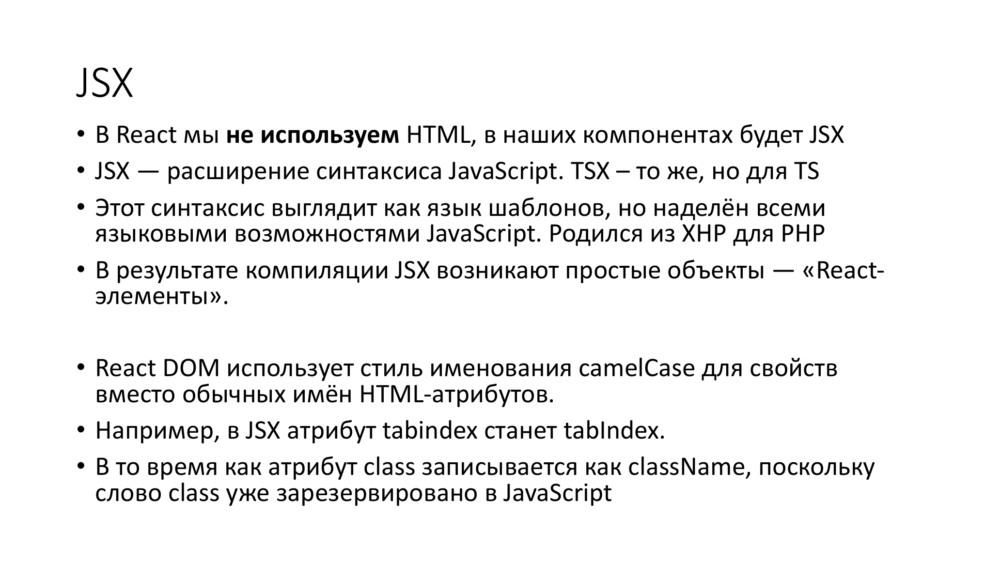 JSX
• В React мы не используем HTML, в наших компонентах будет JSX
• JSX — расширение синтаксиса JavaScript. TSX – то же, но для TS
• Этот синтаксис выглядит как язык шаблонов, но наделён всеми
языковыми возможностями JavaScript. Родился из XHP для PHP
• В результате компиляции JSX возникают простые объекты — «React-
элементы».
• React DOM использует стиль именования camelCase для свойств
вместо обычных имён HTML-атрибутов.
• Например, в JSX атрибут tabindex станет tabIndex.
• В то время как атрибут class записывается как className, поскольку
слово class уже зарезервировано в JavaScript